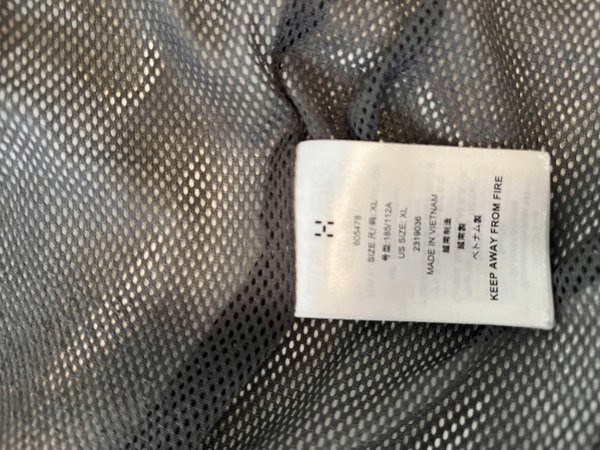 605478
SIZE 尺/ 码: XL
号型:185/112A
US SIZE: XL
2319036
MADE IN VIETNAM
越南制造
越南製
ベトナム製
KEEP AWAY FROM FIRE